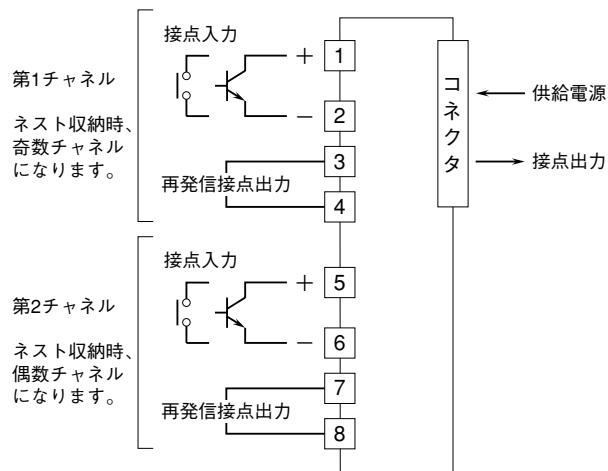 接点入力
+ 1
第1チャネル
ネスト収納時、
奇数チャネル
になります。
− 2
3
再発信接点出力
4
接点入力
+ 5
第2チャネル
ネスト収納時、
偶数チャネル
になります。
− 6
7
再発信接点出力
8
コネクタ
供給電源
接点出力